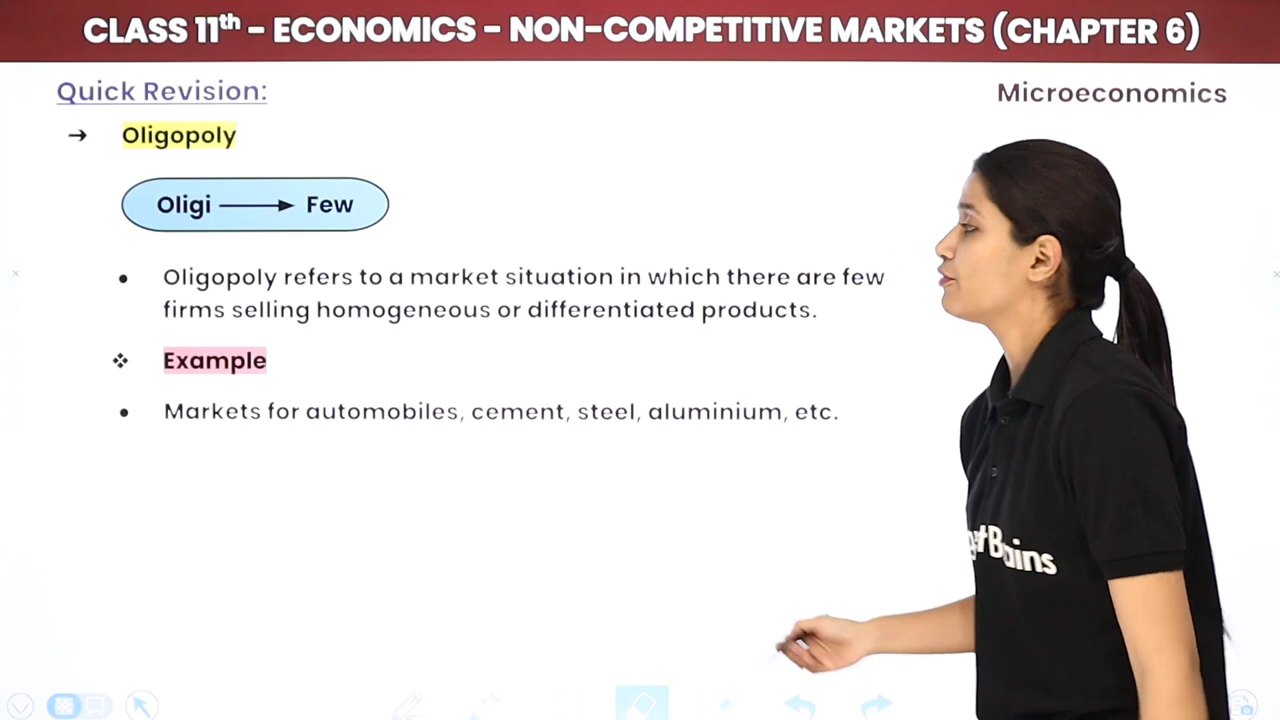 CLASS 11th – ECONOMICS – NON-COMPETITIVE MARKETS (CHAPTER 6)
Quick Revision:
Microeconomics
→ Oligopoly
Oligi → Few
• Oligopoly refers to a market situation in which there are few
firms selling homogeneous or differentiated products.
❖ Example
• Markets for automobiles, cement, steel, aluminium, etc.